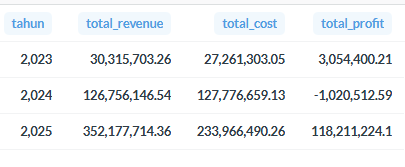 tahun total_revenue total_cost total_profit
2,023 30,315,703.26 27,261,303.05 3,054,400.21
2,024 126,756,146.54 127,776,659.13 -1,020,512.59
2,025 352,177,714.36 233,966,490.26 118,211,224.1